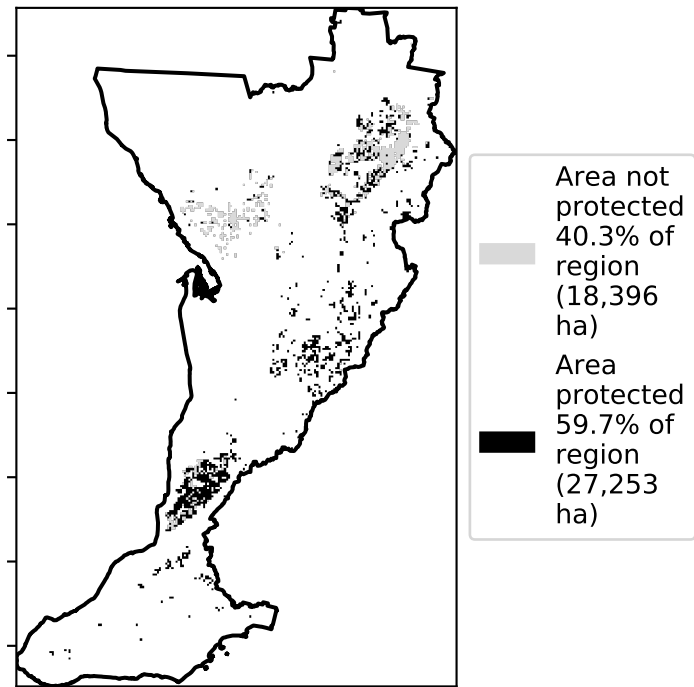 Area not
protected
40.3% of
region
(18,396
ha)
Area
protected
59.7% of
region
(27,253
ha)